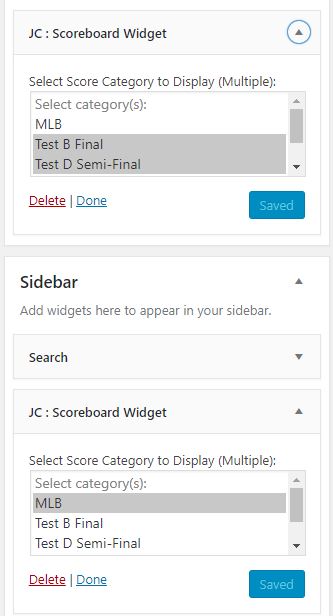 JC : Scoreboard Widget
Select Score Category to Display (Multiple):
Select category(s):
MLB
Test B Final
Test D Semi-Final
Delete | Done
Saved
Sidebar
Add widgets here to appear in your sidebar.
Search
JC : Scoreboard Widget
Select Score Category to Display (Multiple):
Select category(s):
MLB
Test B Final
Test D Semi-Final
Delete | Done
Saved